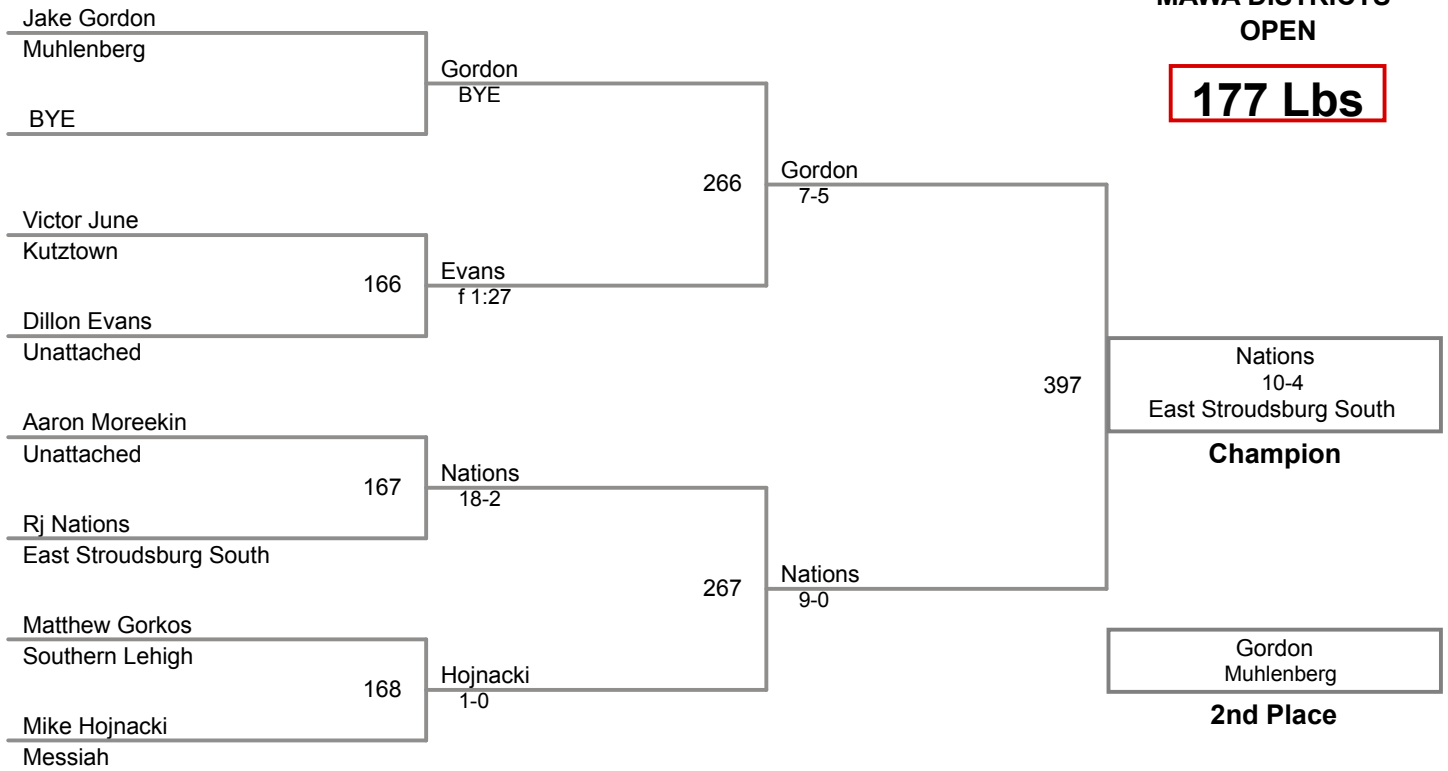 MAWA DISTRICTS
OPEN
177 Lbs
Jake Gordon
Muhlenberg
BYE
Gordon
BYE
Victor June
Kutztown
166
Dillon Evans
Unattached
Evans
f 1:27
266
Gordon
7-5
Aaron Moreekin
Unattached
167
Rj Nations
East Stroudsburg South
Nations
18-2
Matthew Gorkos
Southern Lehigh
168
Mike Hojnacki
Messiah
Hojnacki
1-0
267
Nations
9-0
397
Nations
10-4
East Stroudsburg South
Champion
Gordon
Muhlenberg
2nd Place